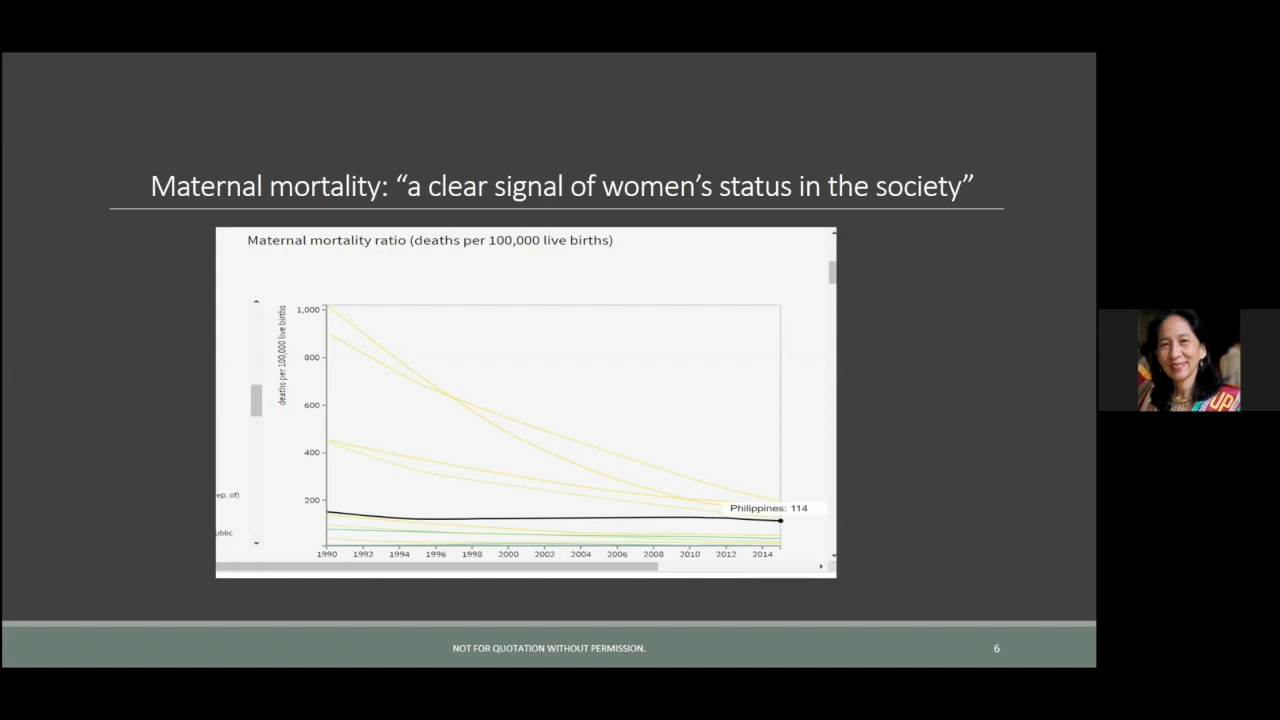 Maternal mortality: “a clear signal of women’s status in the society”
Maternal mortality ratio (deaths per 100,000 live births)
deaths per 100,000 live births
1,000
800
600
400
200
ep. of)
ublic
Philippines: 114
1990 1992 1994 1996 1998 2000 2002 2004 2006 2008 2010 2012 2014
UP
NOT FOR QUOTATION WITHOUT PERMISSION.
6